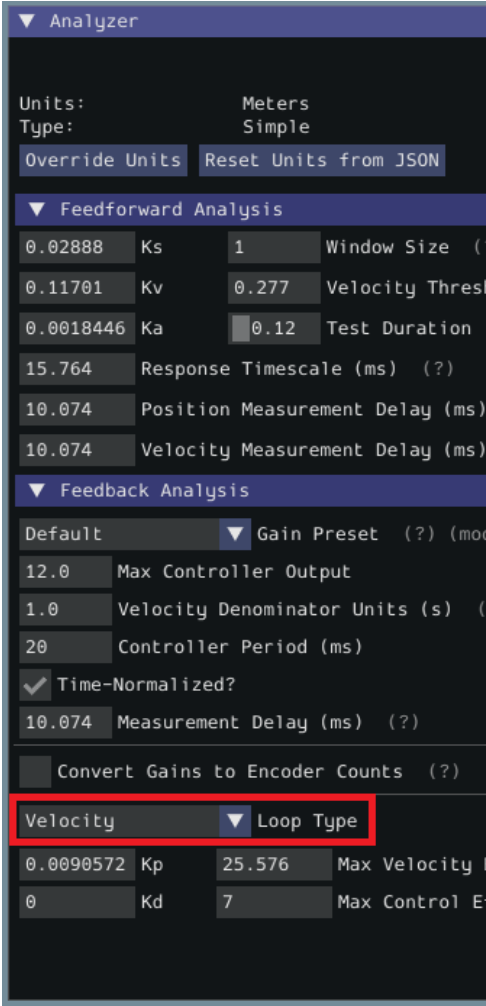 Analyzer
Units: Meters
Type: Simple
Override Units Reset Units from JSON
Feedforward Analysis
0.02888 Ks 1 Window Size (
0.11701 Kv 0.277 Velocity Thres
0.0018446 Ka 0.12 Test Duration
15.764 Response Timescale (ms) (?)
10.074 Position Measurement Delay (ms)
10.074 Velocity Measurement Delay (ms)
Feedback Analysis
Default Gain Preset (?) (mo
12.0 Max Controller Output
1.0 Velocity Denominator Units (s) (
20 Controller Period (ms)
Time-Normalized?
10.074 Measurement Delay (ms) (?)
Convert Gains to Encoder Counts (?)
Velocity Loop Type
0.0090572 Kp 25.576 Max Velocity
0 Kd 7 Max Control E